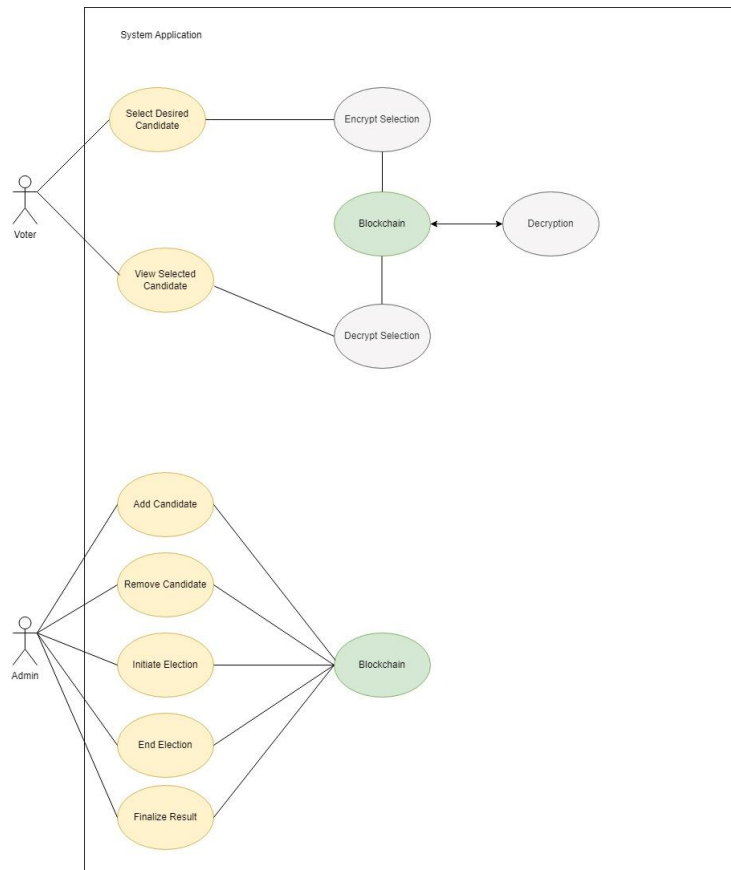 System Application
Select Desired
Candidate
Encrypt Selection
Voter
Blockchain
Decryption
View Selected
Candidate
Decrypt Selection
Add Candidate
Remove Candidate
Admin
Initiate Election
Blockchain
End Election
Finalize Result